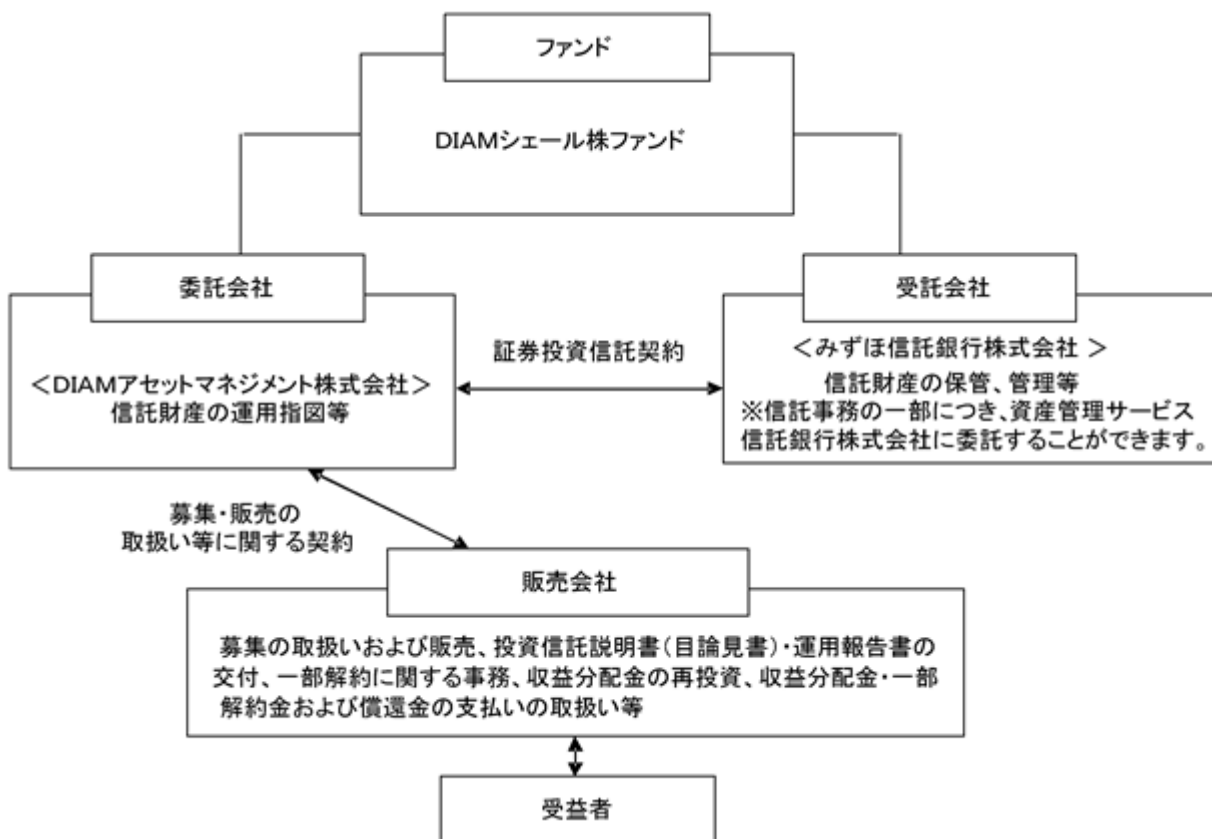 ファンド
DIAMシェール株ファンド
委託会社
<DIAMアセットマネジメント株式会社>
信託財産の運用指図等
証券投資信託契約
受託会社
<みずほ信託銀行株式会社 >
信託財産の保管、管理等
※信託事務の一部につき、資産管理サービス
信託銀行株式会社に委託することができます。
募集・販売の
取扱い等に関する契約
販売会社
募集の取扱いおよび販売、投資信託説明書(目論見書)・運用報告書の
交付、一部解約に関する事務、収益分配金の再投資、収益分配金・一部
解約金および償還金の支払いの取扱い等
受益者